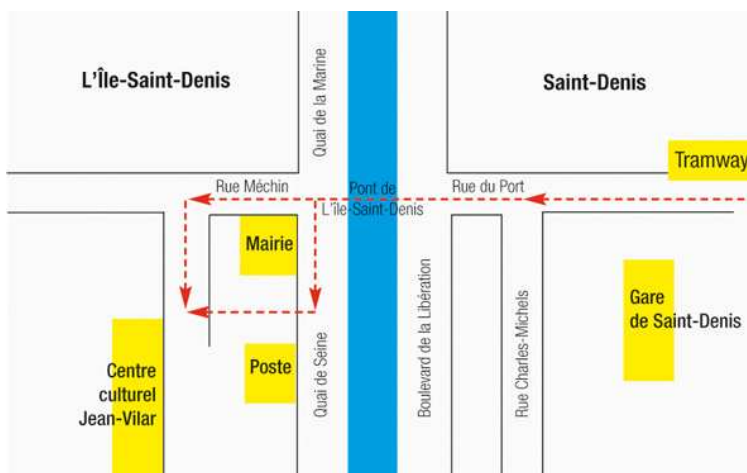 L’Île-Saint-Denis
Quai de la Marine
Saint-Denis
Tramway
Rue Méchin
Pont de
L’île-Saint-Denis
Rue du Port
Mairie
Quai de Seine
Boulevard de la Libération
Rue Charles-Michels
Gare
de Saint-Denis
Poste
Centre
culturel
Jean-Vilar